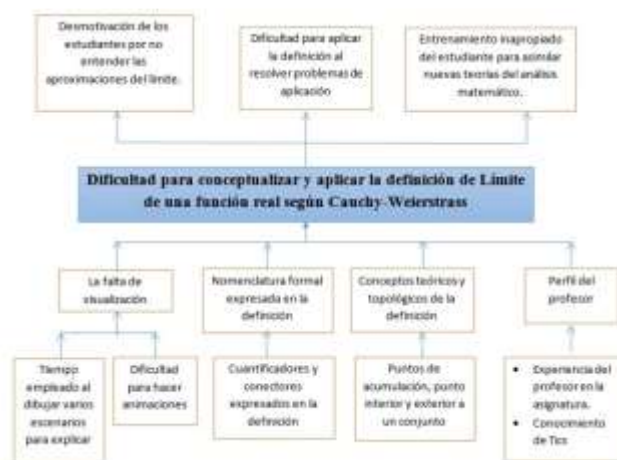 Desmotivación de los
estudiantes por no
entender las
aproximaciones del límite.
Dificultad para aplicar
la definición al
resolver problemas de
aplicación
Entrenamiento inapropiado
del estudiante para asimilar
nuevas teorías del análisis
matemático.
Dificultad para conceptualizar y aplicar la definición de Límite
de una función real según Cauchy-Weierstrass
La falta de
visualización
Nomenclatura formal
expresada en la
definición
Conceptos teóricos y
topológicos de la
definición
Perfil del
profesor
Tiempo
empleado al
dibujar varios
escenarios
para explicar
Dificultad
para hacer
animaciones
Cuantificadores y
conectores expresados en la
definición
Puntos de
acumulación, punto
interior y exterior a
un conjunto
• Experiencia del
profesor en la
asignatura.
• Conocimiento
de Tics